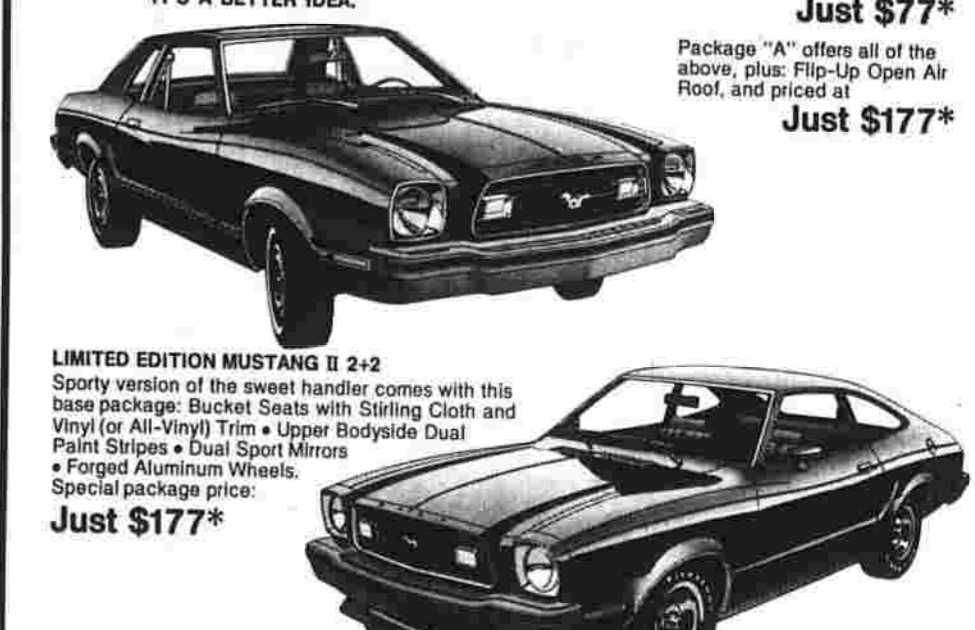 IT'S A BETTER IDEA.
Just $77*
Package "A" offers all of the
above, plus: Flip-Up Open Air
Roof, and priced at
Just $177*
LIMITED EDITION MUSTANG II 2+2
Sporty version of the sweet handler comes with this
base package: Bucket Seats with Stirling Cloth and
Vinyl (or All-Vinyl) Trim • Upper Bodyside Dual
Paint Stripes • Dual Sport Mirrors
• Forged Aluminum Wheels.
Special package price:
Just $177*